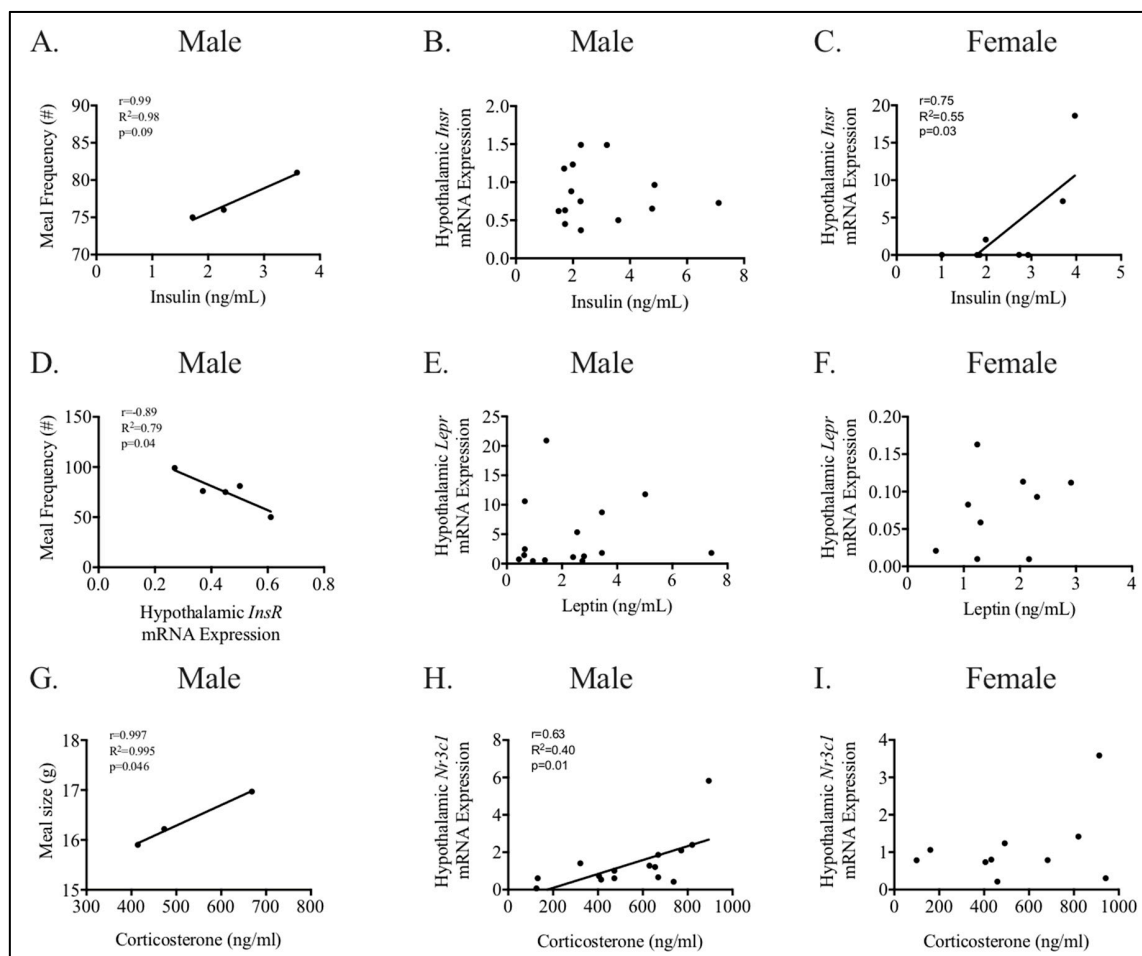 A.
Male
r=0.99
R²=0.98
p=0.09
Meal Frequency (#)
90
85
80
75
70
0
1
2
3
4
Insulin (ng/mL)
B.
Male
Hypothalamic Insr
mRNA Expression
2.0
1.5
1.0
0.5
0.0
0
2
4
6
8
Insulin (ng/mL)
C.
Female
r=0.75
R²=0.55
p=0.03
Hypothalamic Insr
mRNA Expression
20
15
10
5
0
0
1
2
3
4
5
Insulin (ng/mL)
D.
Male
r=-0.89
R²=0.79
p=0.04
Meal Frequency (#)
150
100
50
0
0.0
0.2
0.4
0.6
0.8
Hypothalamic InsR
mRNA Expression
E.
Male
Hypothalamic Lepr
mRNA Expression
25
20
15
10
5
0
0
2
4
6
8
Leptin (ng/mL)
F.
Female
Hypothalamic Lepr
mRNA Expression
0.20
0.15
0.10
0.05
0.00
0
1
2
3
4
Leptin (ng/mL)
G.
Male
r=0.997
R²=0.995
p=0.046
Meal size (g)
18
17
16
15
300
400
500
600
700
800
Corticosterone (ng/ml)
H.
Male
r=0.63
R²=0.40
p=0.01
Hypothalamic Nr3c1
mRNA Expression
8
6
4
2
0
0
200
400
600
800
1000
Corticosterone (ng/ml)
I.
Female
Hypothalamic Nr3c1
mRNA Expression
4
3
2
1
0
0
200
400
600
800
1000
Corticosterone (ng/ml)